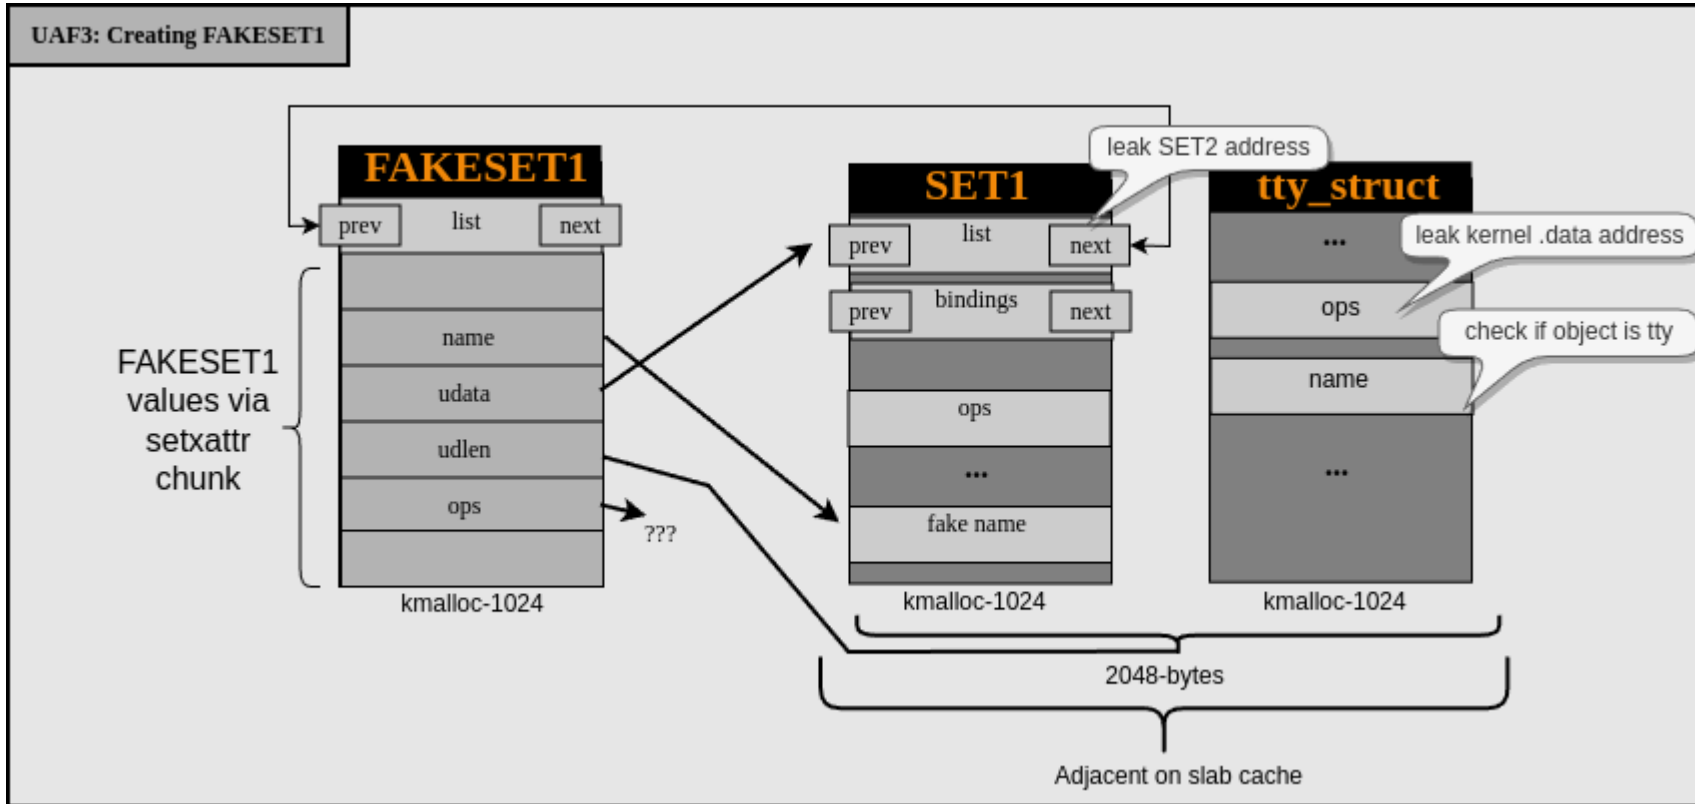 UAF3: Creating FAKESET1
leak SET2 address
FAKESET1
SET1
tty_struct
prev
list
next
prev
list
next
...
leak kernel .data address
prev
bindings
next
ops
check if object is tty
name
name
FAKESET1
values via
setxattr
chunk
udata
ops
udlen
...
...
ops
???
fake name
kmalloc-1024
kmalloc-1024
kmalloc-1024
2048-bytes
Adjacent on slab cache